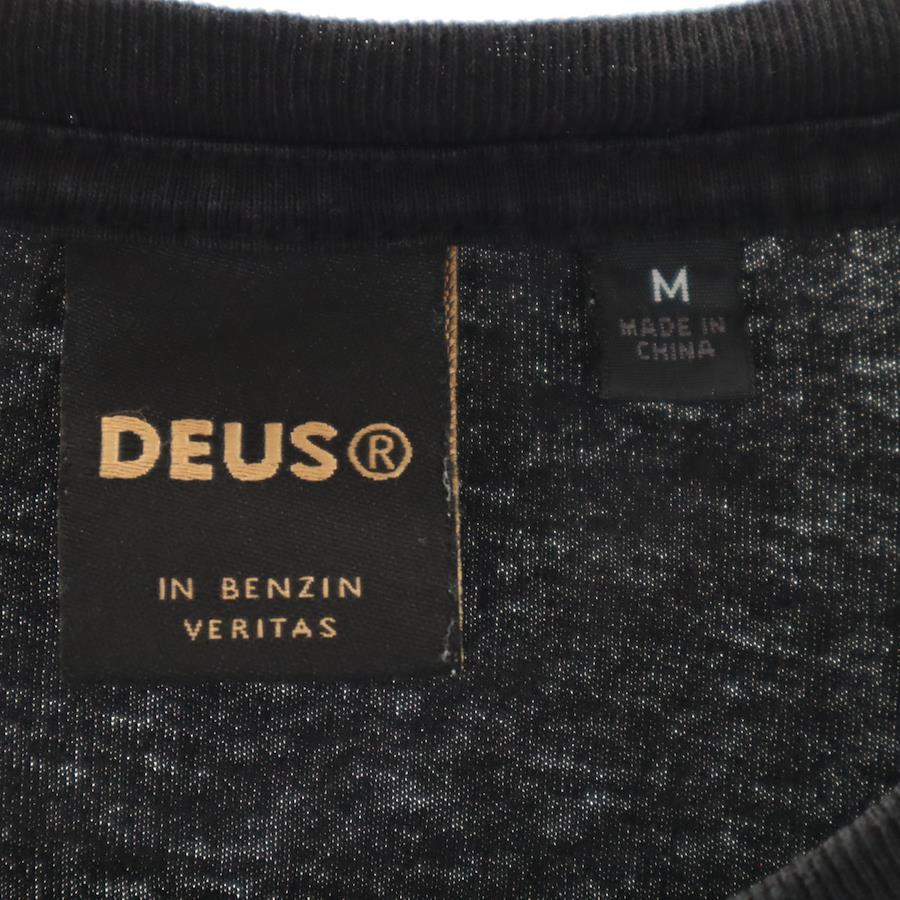 DEUS®
IN BENZIN
VERITAS
M
MADE IN
CHINA